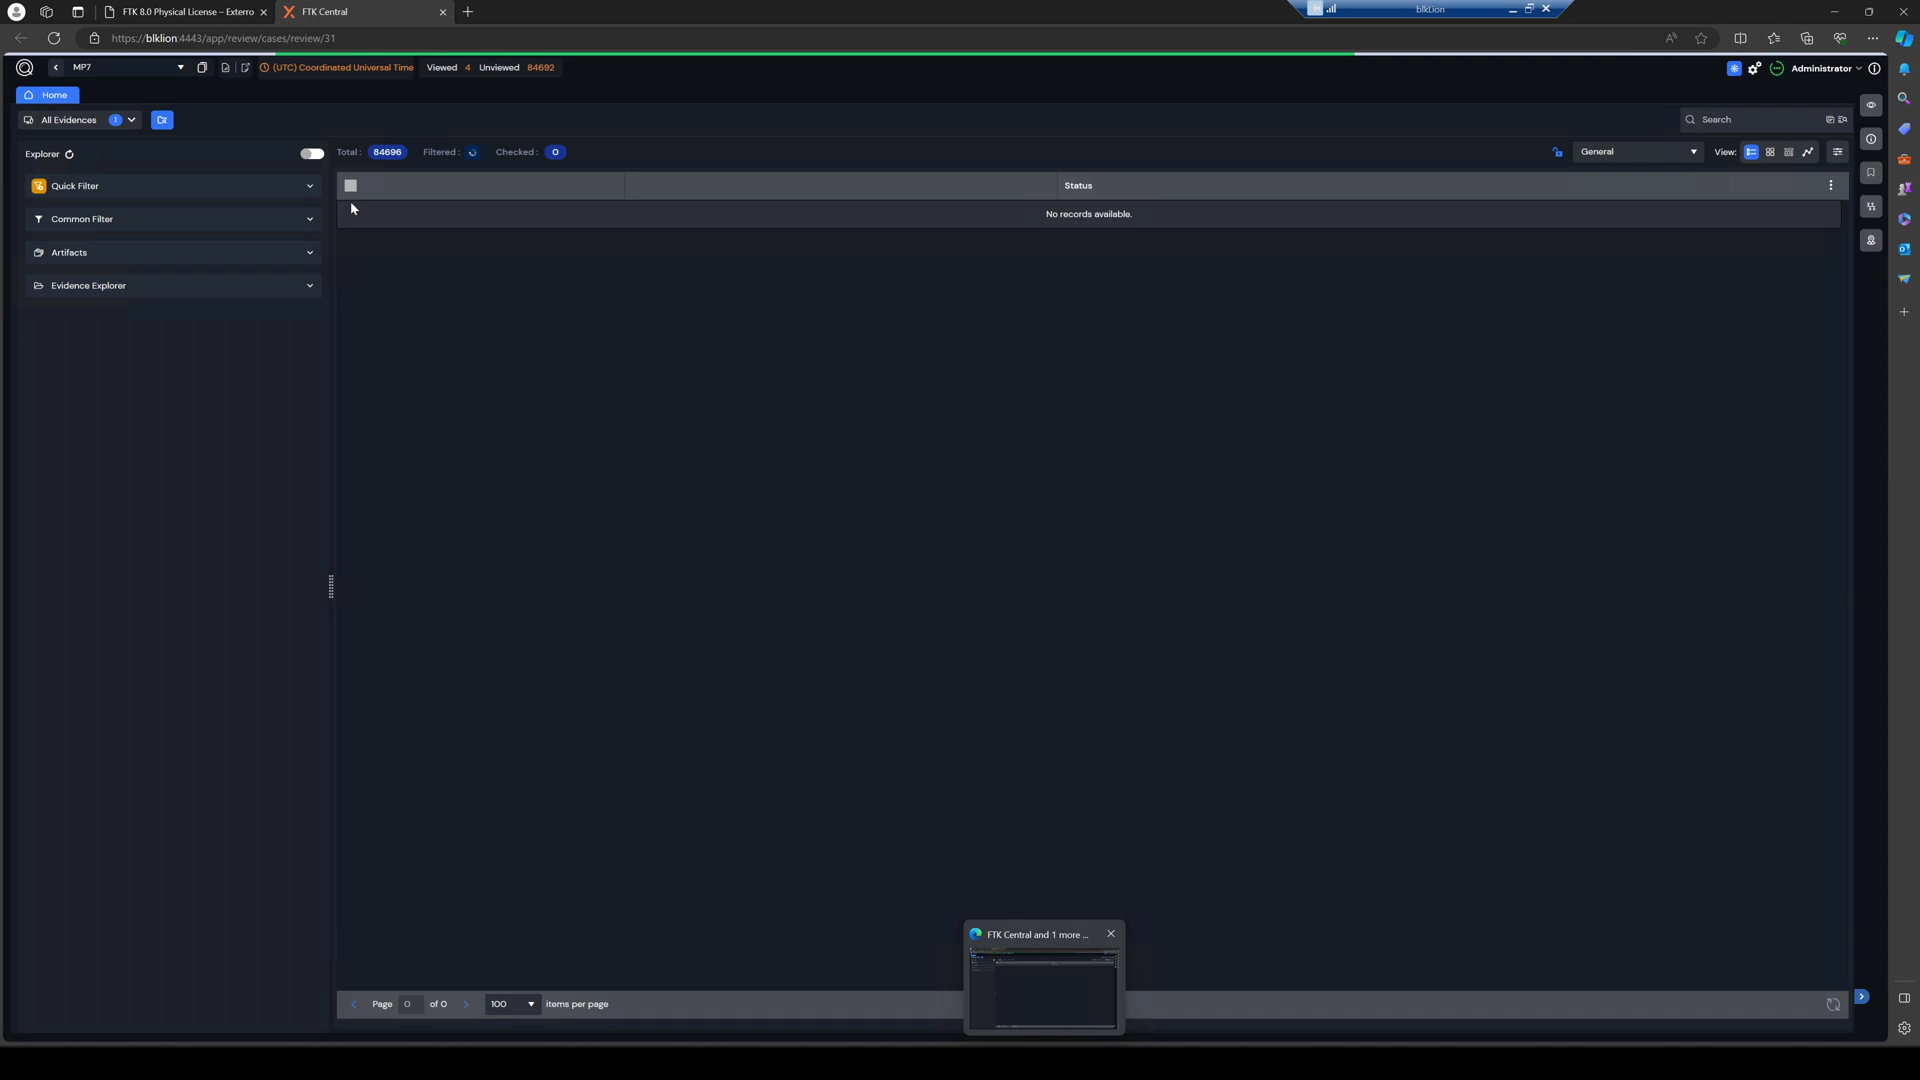 FTK 8.0 Physical License – Exterro
FTK Central
blkLion
https://blklion:4443/app/review/cases/review/31
MP7
(UTC) Coordinated Universal Time
Viewed 4 Unviewed 84692
Administrator
Home
All Evidences 1
Search
Explorer
Total : 84696 Filtered : Checked : 0
General
View:
Quick Filter
Status
Common Filter
No records available.
Artifacts
Evidence Explorer
FTK Central and 1 more ...
Page 0 of 0 100 items per page